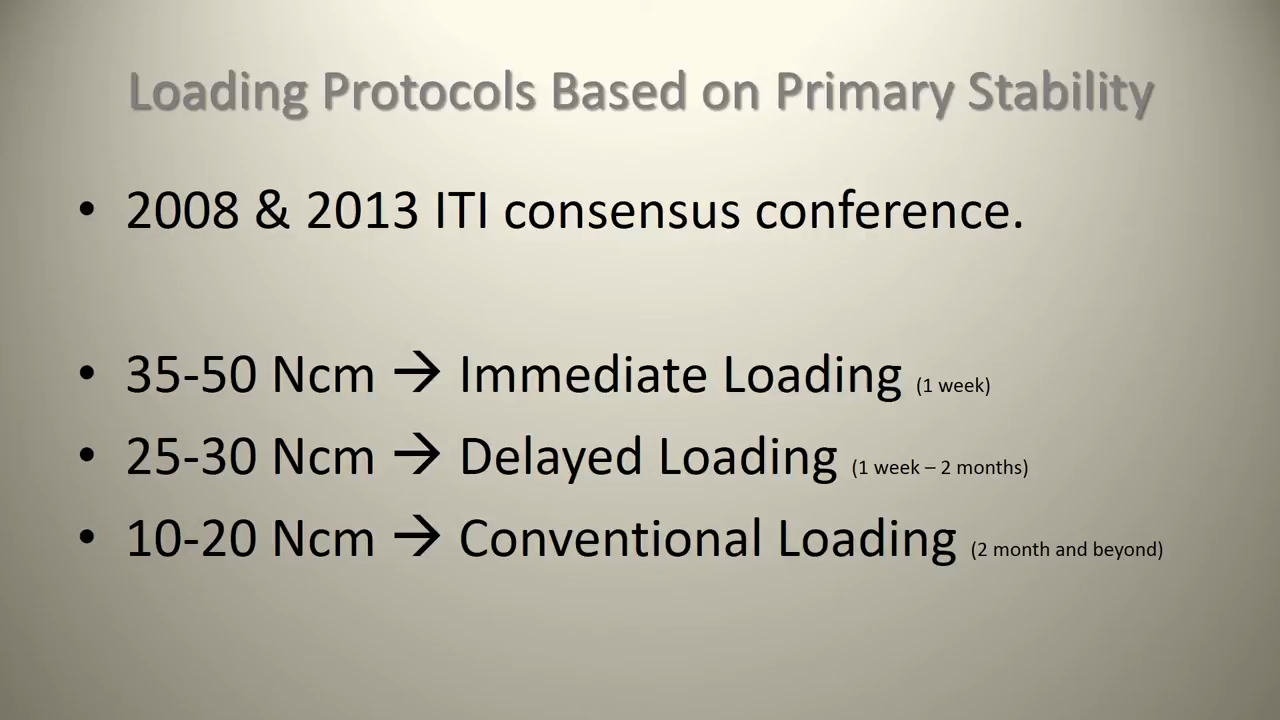 Loading Protocols Based on Primary Stability
• 2008 & 2013 ITI consensus conference.
• 35-50 Ncm → Immediate Loading (1 week)
• 25-30 Ncm → Delayed Loading (1 week – 2 months)
• 10-20 Ncm → Conventional Loading (2 month and beyond)